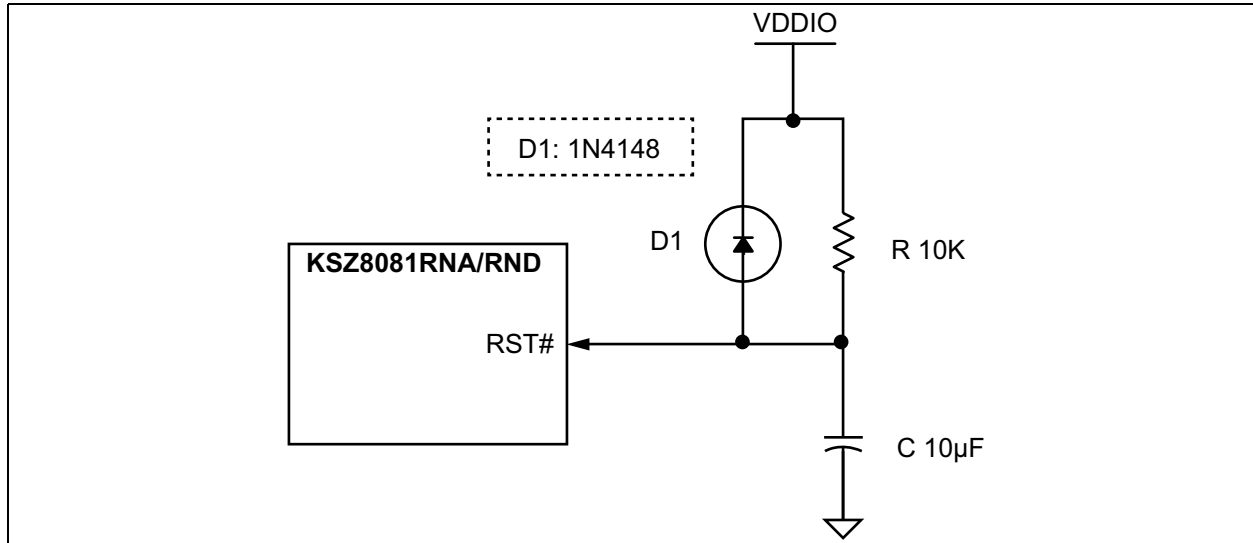 VDDIO
D1: 1N4148
D1
R 10K
KSZ8081RNA/RND
RST#
C 10µF